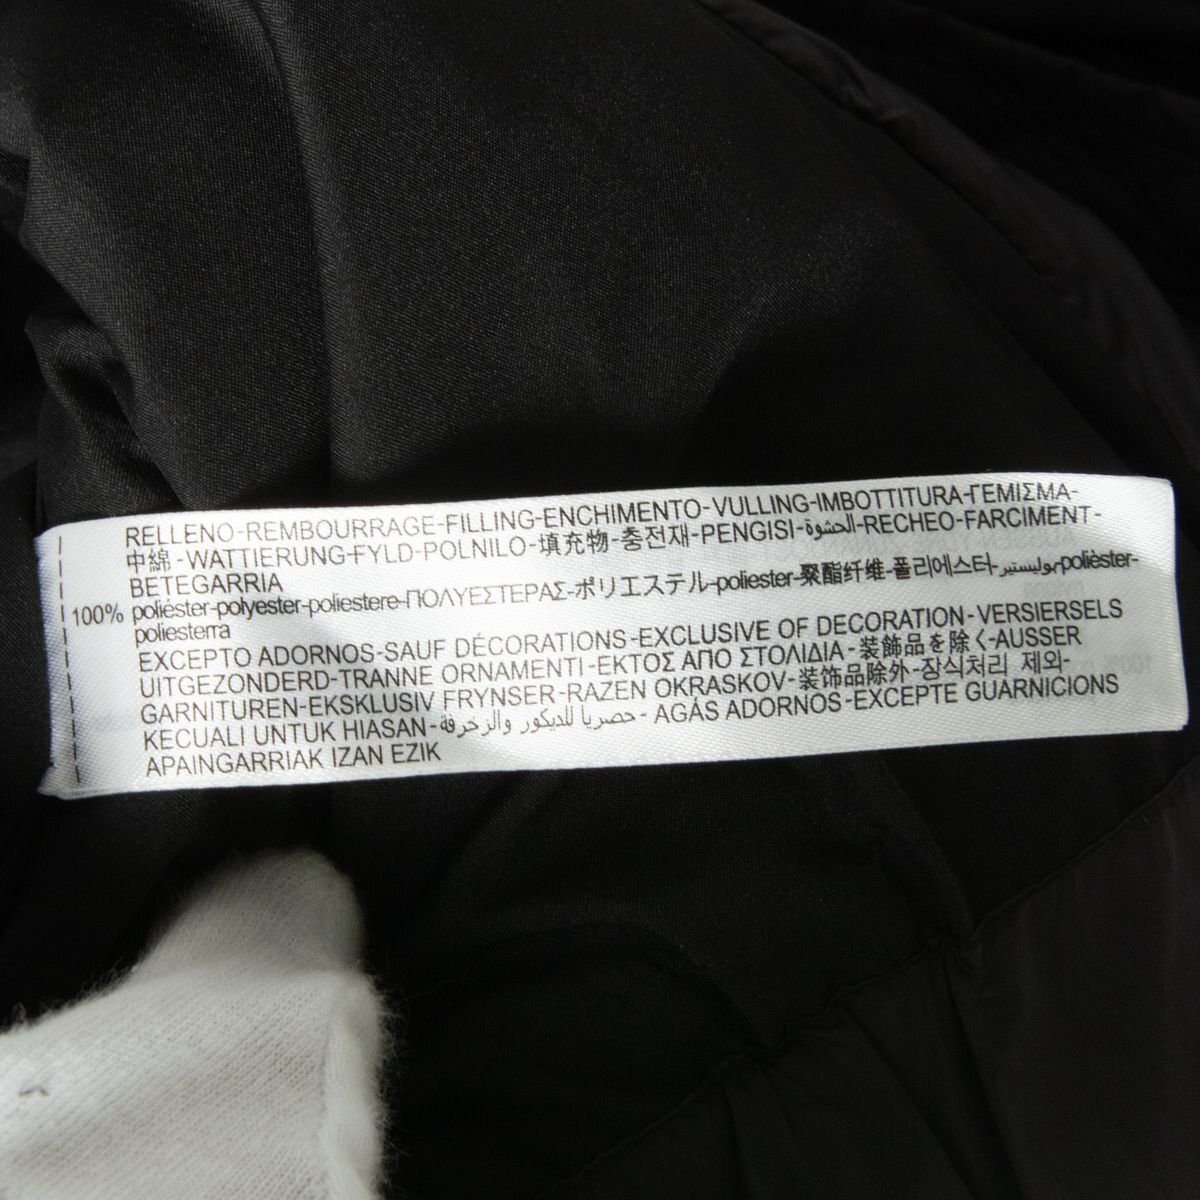 RELLENO-REMBOURRAGE-FILLING-ENCHIMENTO-VULLING-IMBOTTITURA-ΓΕΜΙΣΜΑ-
中綿-WATTIERUNG-FYLD-POLNILO-填充物-충전재-PENGISI-الحشوة-RECHEO-FARCIMENT-
BETEGARRIA
100% poliéster-polyester-poliestere-ΠΟΛΥΕΣΤΕΡΑΣ-ポリエステル-poliester-聚酯纤维-폴리에스터-بوليستير-polièster-
poliesterra
EXCEPTO ADORNOS-SAUF DÉCORATIONS-EXCLUSIVE OF DECORATION-VERSIERSELS
UITGEZONDERD-TRANNE ORNAMENTI-ΕΚΤΟΣ ΑΠΟ ΣΤΟΛΙΔΙΑ-装飾品を除く-AUSSER
GARNITUREN-EKSKLUSIV FRYNSER-RAZEN OKRASKOV-装饰品除外-장식처리 제외-
KECUALI UNTUK HIASAN-حصريا للديكور والزخرفة-AGÁS ADORNOS-EXCEPTE GUARNICIONS
APAINGARRIAK IZAN EZIK